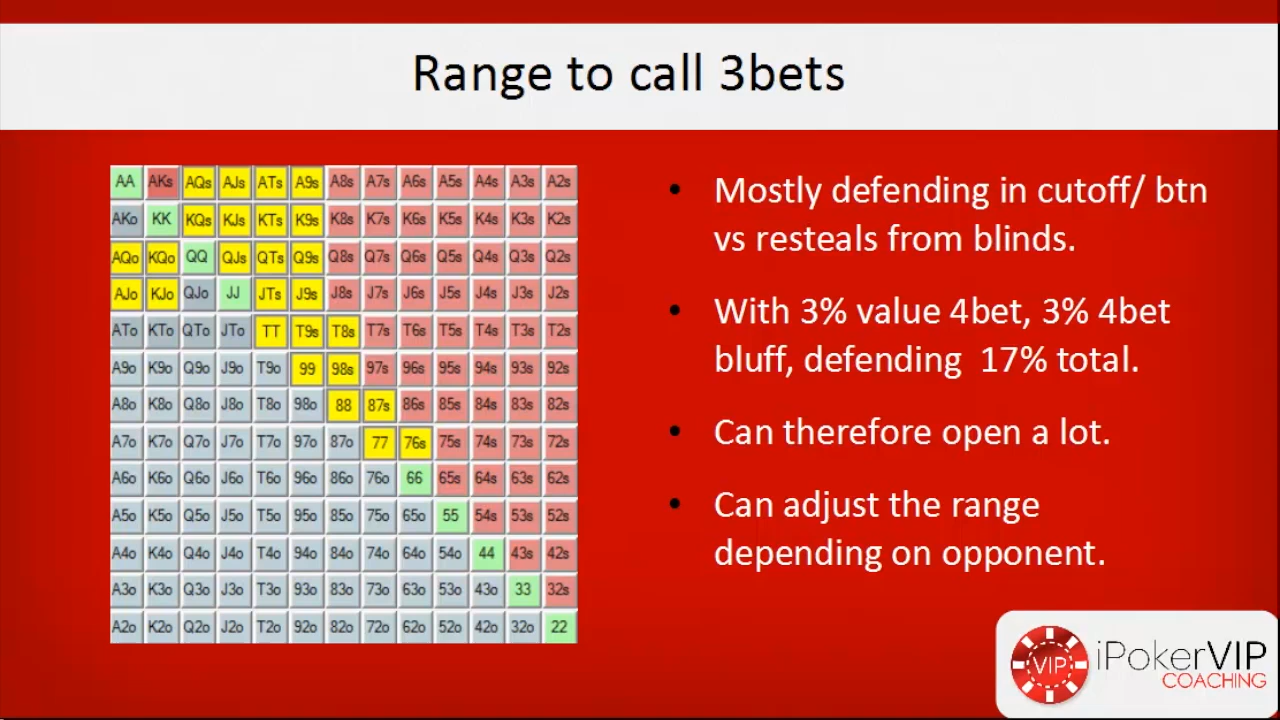 Range to call 3bets
AA AKs AQs AJs ATs A9s A8s A7s A6s A5s A4s A3s A2s
AKo KK KQs KJs KTs K9s K8s K7s K6s K5s K4s K3s K2s
AQo KQo QQ QJs QTs Q9s Q8s Q7s Q6s Q5s Q4s Q3s Q2s
AJo KJo QJo JJ JTs J9s J8s J7s J6s J5s J4s J3s J2s
ATo KTo QTo JTo TT T9s T8s T7s T6s T5s T4s T3s T2s
A9o K9o Q9o J9o T9o 99 98s 97s 96s 95s 94s 93s 92s
A8o K8o Q8o J8o T8o 98o 88 87s 86s 85s 84s 83s 82s
A7o K7o Q7o J7o T7o 97o 87o 77 76s 75s 74s 73s 72s
A6o K6o Q6o J6o T6o 96o 86o 76o 66 65s 64s 63s 62s
A5o K5o Q5o J5o T5o 95o 85o 75o 65o 55 54s 53s 52s
A4o K4o Q4o J4o T4o 94o 84o 74o 64o 54o 44 43s 42s
A3o K3o Q3o J3o T3o 93o 83o 73o 63o 53o 43o 33 32s
A2o K2o Q2o J2o T2o 92o 82o 72o 62o 52o 42o 32o 22
• Mostly defending in cutoff/ btn
vs resteals from blinds.
• With 3% value 4bet, 3% 4bet
bluff, defending 17% total.
• Can therefore open a lot.
• Can adjust the range
depending on opponent.
VIP iPokerVIP
COACHING